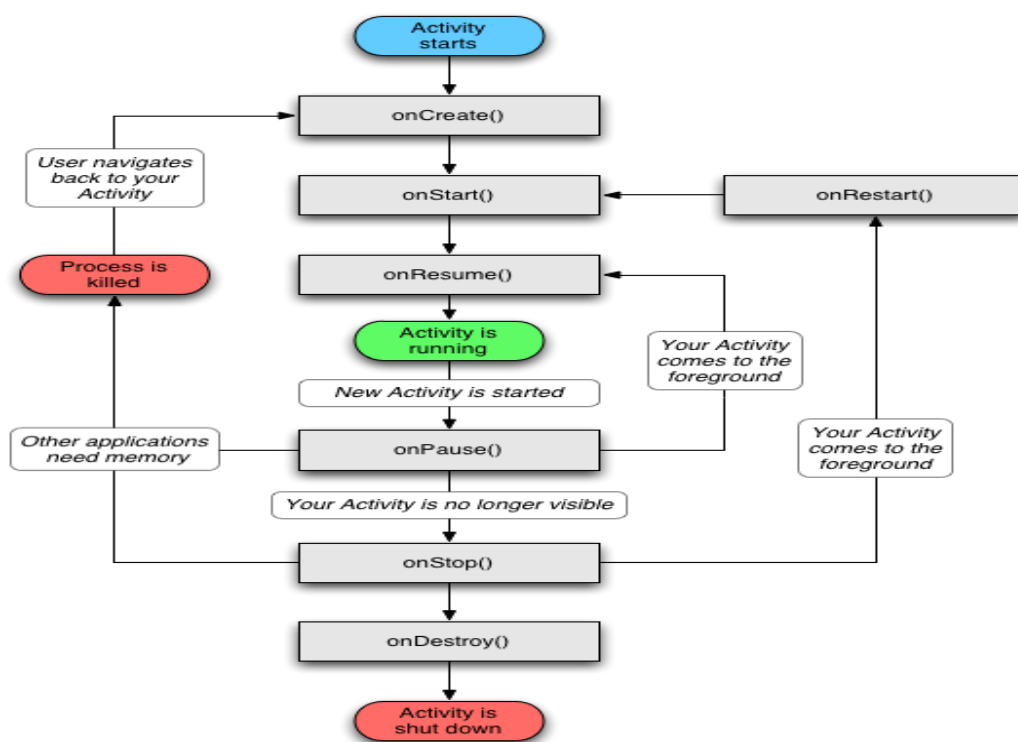 Activity
starts
onCreate()
User navigates
back to your
Activity
onStart()
onRestart()
Process is
killed
onResume()
Activity is
running
Your Activity
comes to the
foreground
New Activity is started
Other applications
need memory
onPause()
Your Activity
comes to the
foreground
Your Activity is no longer visible
onStop()
onDestroy()
Activity is
shut down